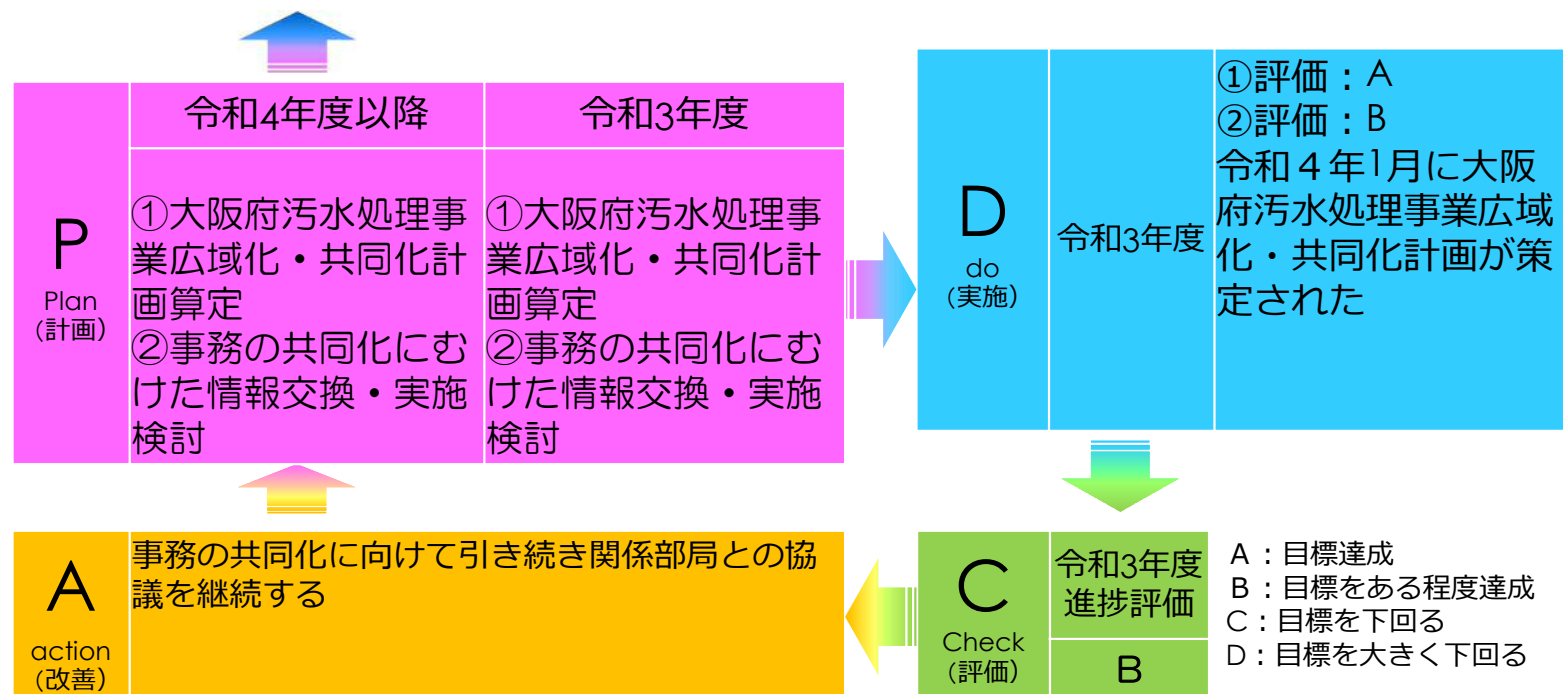 P
Plan
(計画)
令和4年度以降
①大阪府汚水処理事
業広域化・共同化計
画算定
②事務の共同化にむ
けた情報交換・実施
検討
令和3年度
①大阪府汚水処理事
業広域化・共同化計
画算定
②事務の共同化にむ
けた情報交換・実施
検討
D
do
(実施)
令和3年度
①評価：A
②評価：B
令和４年1月に大阪
府汚水処理事業広域
化・共同化計画が策
定された
A
action
(改善)
事務の共同化に向けて引き続き関係部局との協
議を継続する
C
Check
(評価)
令和3年度
進捗評価
B
A：目標達成
B：目標をある程度達成
C：目標を下回る
D：目標を大きく下回る